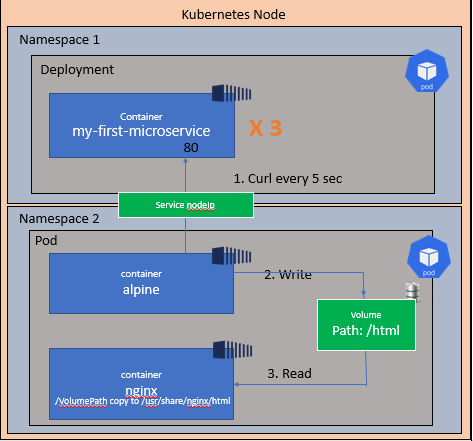 Kubernetes Node
Namespace 1
Deployment
pod
Container
my-first-microservice
80
X 3
1. Curl every 5 sec
Service nodeIp
Namespace 2
Pod
pod
container
alpine
2. Write
Volume
Path: /html
container
nginx
/VolumePath copy to /usr/share/nginx/html
3. Read